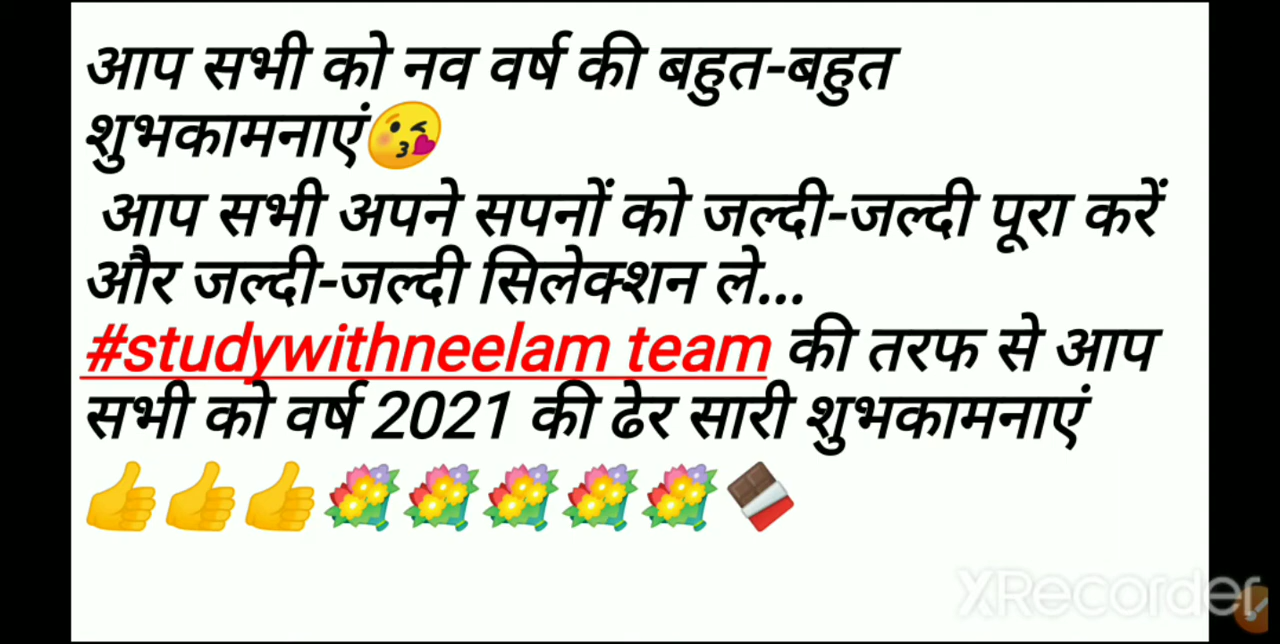 आप सभी को नव वर्ष की बहुत-बहुत
शुभकामनाएं😘
आप सभी अपने सपनों को जल्दी-जल्दी पूरा करें
और जल्दी-जल्दी सिलेक्शन ले...
#studywithneelam team की तरफ से आप
सभी को वर्ष 2021 की ढेर सारी शुभकामनाएं
👍👍👍💐💐💐💐💐🍫
XRecorder